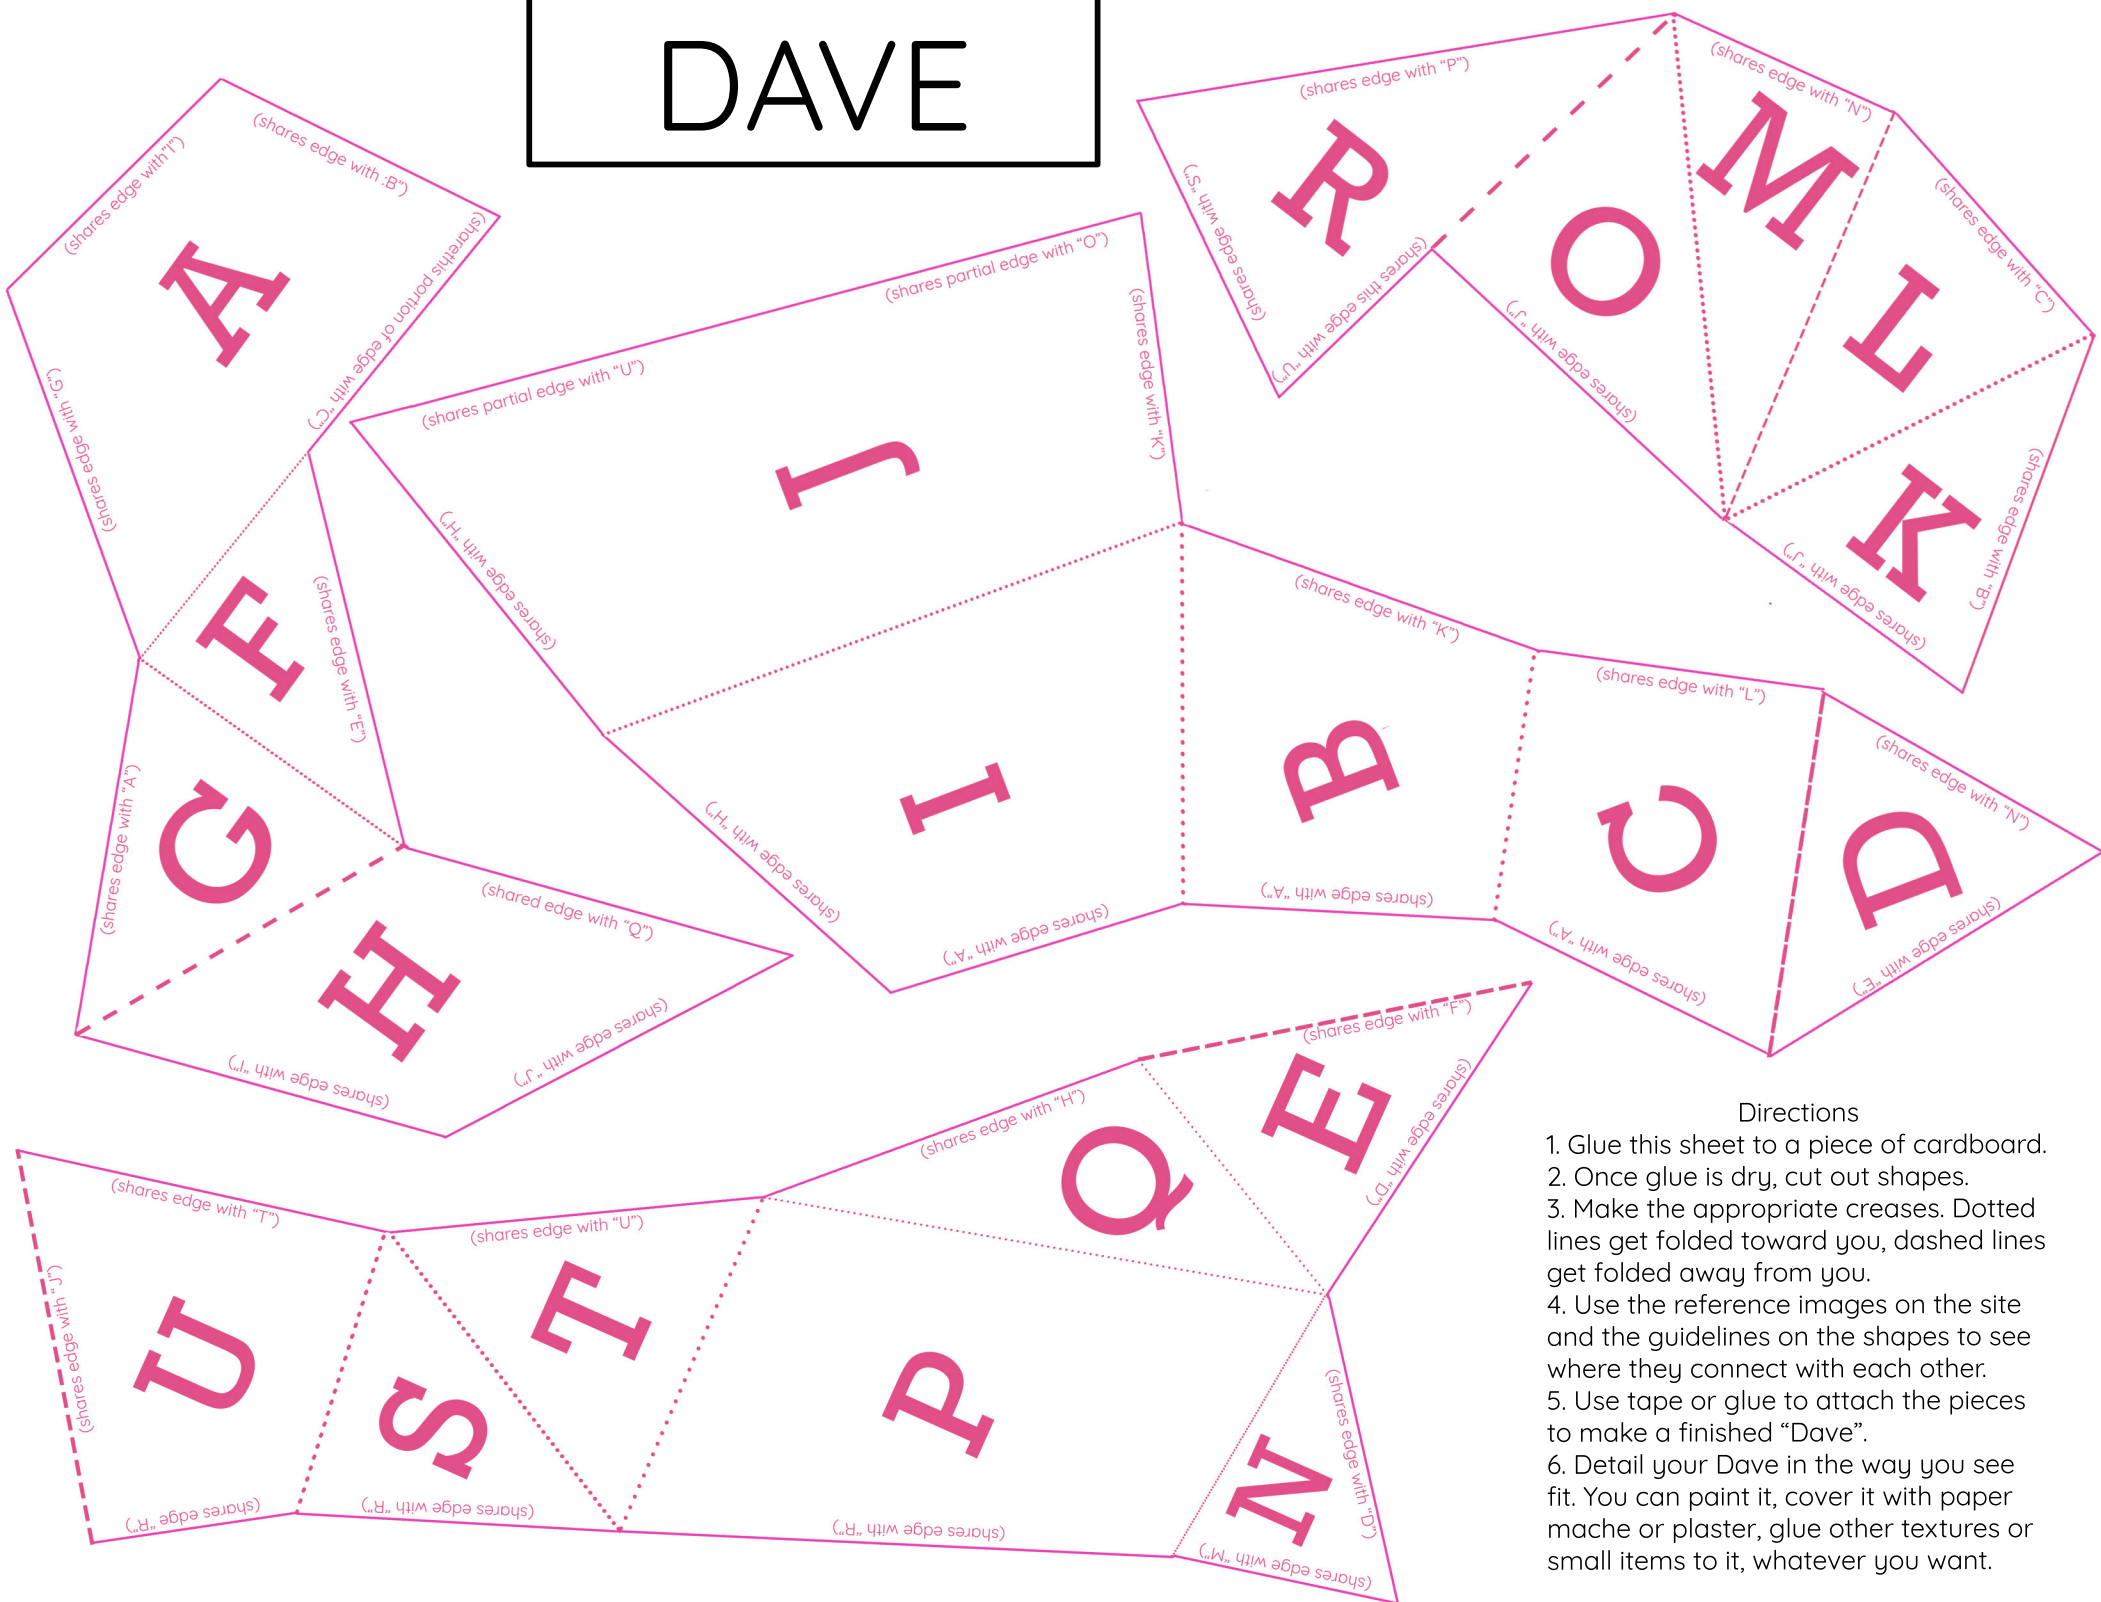 DAVE
(shares edge with"I")
(shares edge with :B")
(sharethis portion of edge with "C")
(shares edge with "G")
A
(shares edge with "E")
F
(shares edge with "A")
G
(shared edge with "Q")
H
(shares edge with "I")
(shares edge with "J")
(shares partial edge with "U")
(shares partial edge with "O")
(shares edge with "K")
(shares edge with "H")
J
I
(shares edge with "H")
(shares edge with "A")
(shares edge with "K")
B
(shares edge with "A")
(shares edge with "L")
C
(shares edge with "A")
(shares edge with "N")
D
(shares edge with "E")
(shares edge with "P")
(shares edge with "S")
R
(shares this edge with "U")
O
(shares edge with "J")
(shares edge with "N")
M
(shares edge with "C")
L
K
(shares edge with "B")
(shares edge with "J")
(shares edge with "T")
(shares edge with "J")
U
(shares edge "R")
S
(shares edge with "R")
(shares edge with "U")
T
P
(shares edge with "R")
(shares edge with "H")
Q
(shares edge with "F")
E
(shares edge with "D")
N
(shares edge with "D")
(shares edge with "M")
Directions
1. Glue this sheet to a piece of cardboard.
2. Once glue is dry, cut out shapes.
3. Make the appropriate creases. Dotted
lines get folded toward you, dashed lines
get folded away from you.
4. Use the reference images on the site
and the guidelines on the shapes to see
where they connect with each other.
5. Use tape or glue to attach the pieces
to make a finished “Dave”.
6. Detail your Dave in the way you see
fit. You can paint it, cover it with paper
mache or plaster, glue other textures or
small items to it, whatever you want.